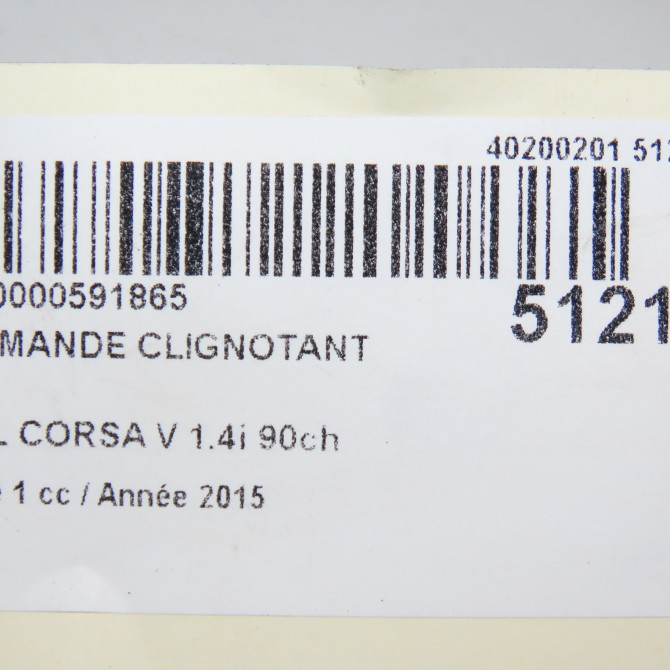 40200201 512
0000591865
5121
MANDE CLIGNOTANT
L CORSA V 1.4i 90ch
e 1 cc / Année 2015